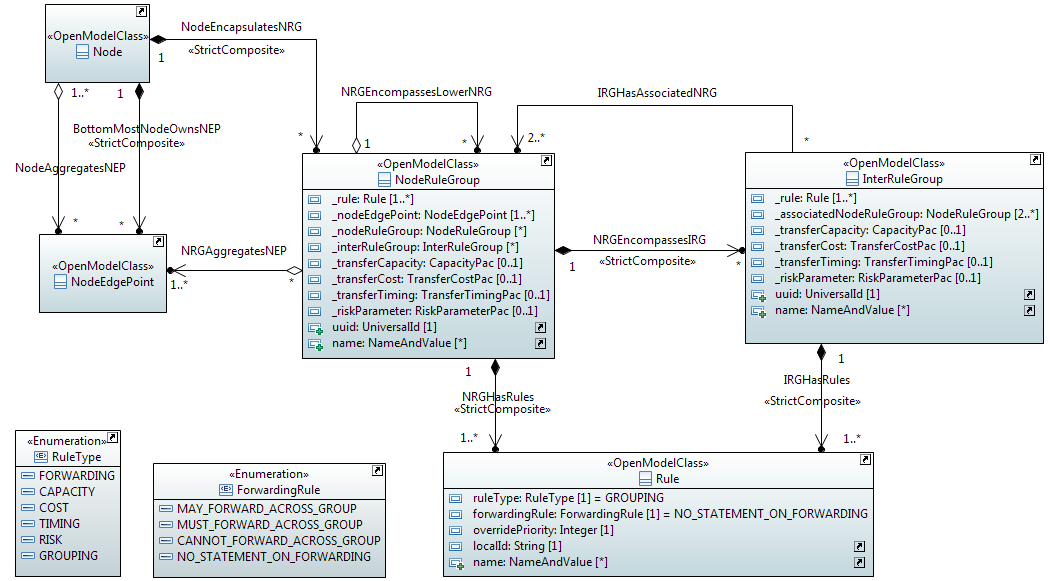 «OpenModelClass»
Node
NodeEncapsulatesNRG
«StrictComposite»
1
*
1..*
1
BottomMostNodeOwnsNEP
«StrictComposite»
NodeAggregatesNEP
*
*
NRGEncompassesLowerNRG
1
*
IRGHasAssociatedNRG
2..*
*
«OpenModelClass»
NodeEdgePoint
NRGAggregatesNEP
1..*
*
«OpenModelClass»
NodeRuleGroup
_rule: Rule [1..*]
_nodeEdgePoint: NodeEdgePoint [1..*]
_nodeRuleGroup: NodeRuleGroup [*]
_interRuleGroup: InterRuleGroup [*]
_transferCapacity: CapacityPac [0..1]
_transferCost: TransferCostPac [0..1]
_transferTiming: TransferTimingPac [0..1]
_riskParameter: RiskParameterPac [0..1]
uuid: UniversalId [1]
name: NameAndValue [*]
NRGEncompassesIRG
«StrictComposite»
1
*
«OpenModelClass»
InterRuleGroup
_rule: Rule [1..*]
_associatedNodeRuleGroup: NodeRuleGroup [2..*]
_transferCapacity: CapacityPac [0..1]
_transferCost: TransferCostPac [0..1]
_transferTiming: TransferTimingPac [0..1]
_riskParameter: RiskParameterPac [0..1]
uuid: UniversalId [1]
name: NameAndValue [*]
1
NRGHasRules
«StrictComposite»
1..*
1
IRGHasRules
«StrictComposite»
1..*
«Enumeration»
RuleType
FORWARDING
CAPACITY
COST
TIMING
RISK
GROUPING
«Enumeration»
ForwardingRule
MAY_FORWARD_ACROSS_GROUP
MUST_FORWARD_ACROSS_GROUP
CANNOT_FORWARD_ACROSS_GROUP
NO_STATEMENT_ON_FORWARDING
«OpenModelClass»
Rule
ruleType: RuleType [1] = GROUPING
forwardingRule: ForwardingRule [1] = NO_STATEMENT_ON_FORWARDING
overridePriority: Integer [1]
localId: String [1]
name: NameAndValue [*]